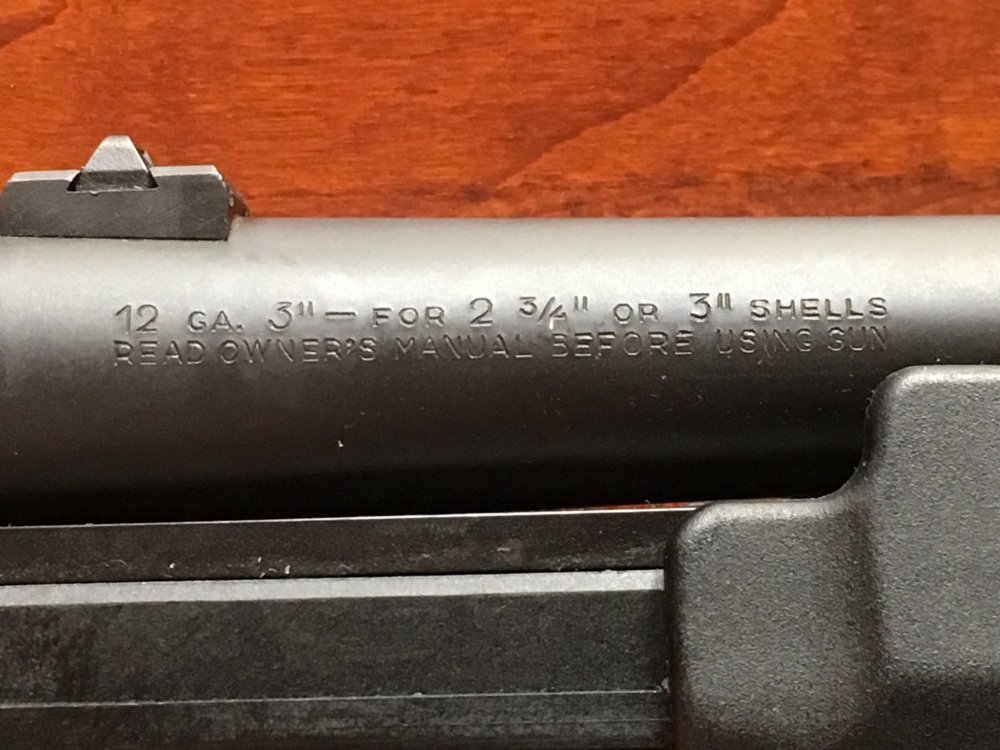 12 GA. 3" — FOR 2 3/4" OR 3" SHELLS
READ OWNER'S MANUAL BEFORE USING GUN